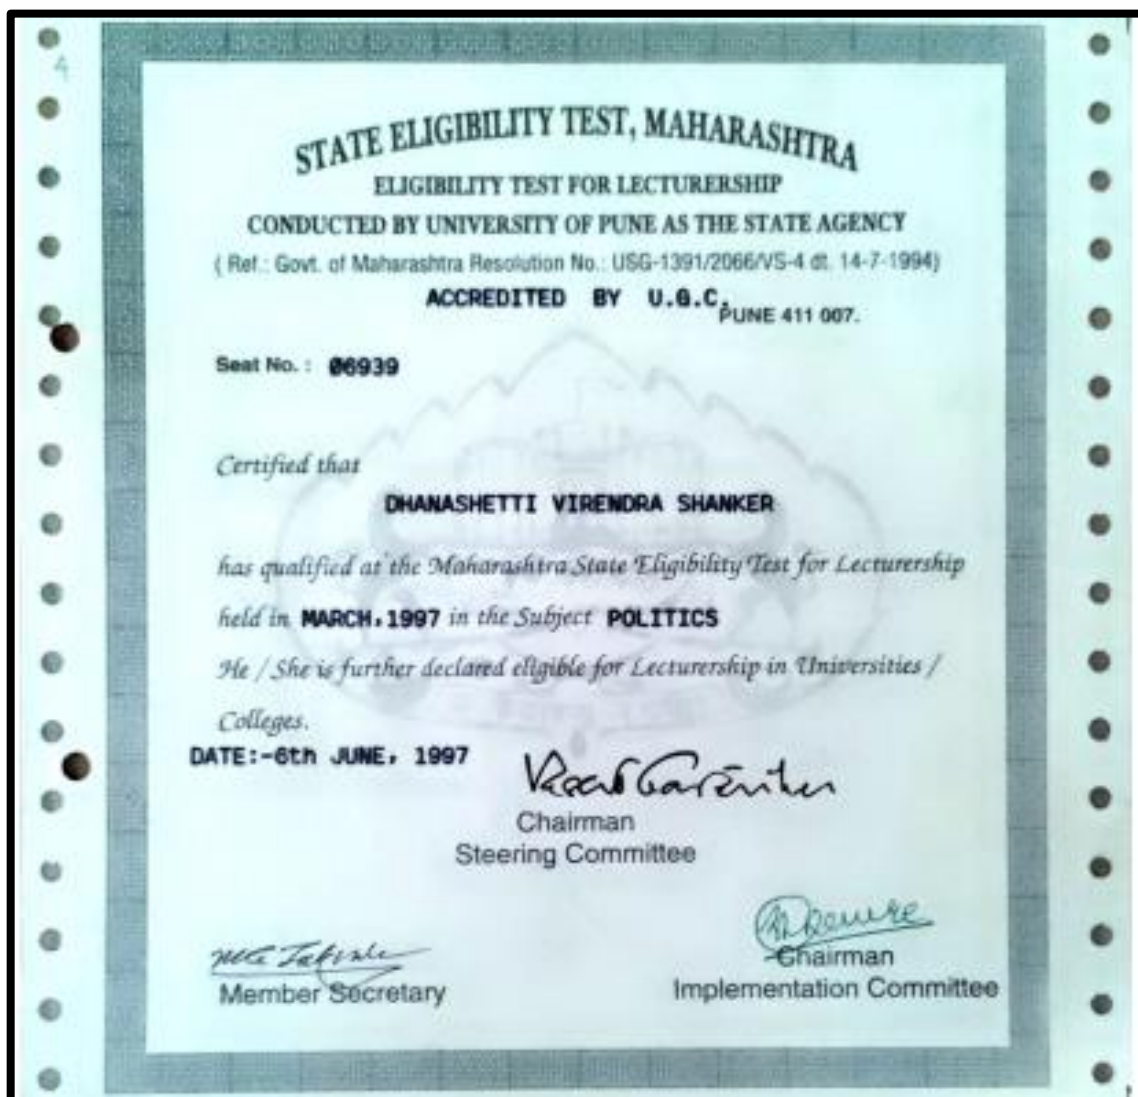 4
STATE ELIGIBILITY TEST, MAHARASHTRA
ELIGIBILITY TEST FOR LECTURERSHIP
CONDUCTED BY UNIVERSITY OF PUNE AS THE STATE AGENCY
( Ref.: Govt. of Maharashtra Resolution No.: USG-1391/2066/VS-4 dt. 14-7-1994)
ACCREDITED BY U.G.C.
PUNE 411 007.
Seat No. : 06939
Certified that
DHANASHETTI VIRENDRA SHANKER
has qualified at the Maharashtra State Eligibility Test for Lecturership
held in MARCH,1997 in the Subject POLITICS
He / She is further declared eligible for Lecturership in Universities /
Colleges.
DATE:-6th JUNE, 1997
Chairman
Steering Committee
Member Secretary
Chairman
Implementation Committee